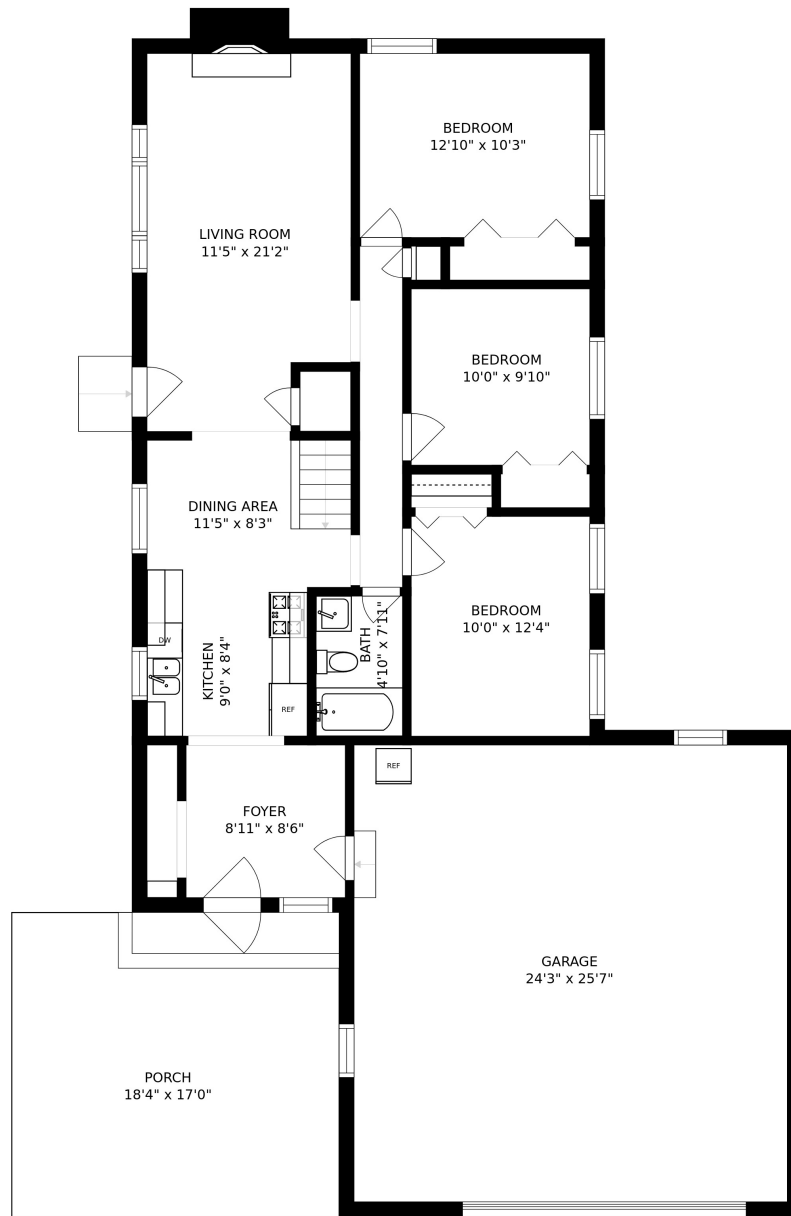 BEDROOM
12'10" x 10'3"
LIVING ROOM
11'5" x 21'2"
BEDROOM
10'0" x 9'10"
DINING AREA
11'5" x 8'3"
BEDROOM
10'0" x 12'4"
DW
KITCHEN
9'0" x 8'4"
BATH
4'10" x 7'11"
REF
REF
FOYER
8'11" x 8'6"
GARAGE
24'3" x 25'7"
PORCH
18'4" x 17'0"